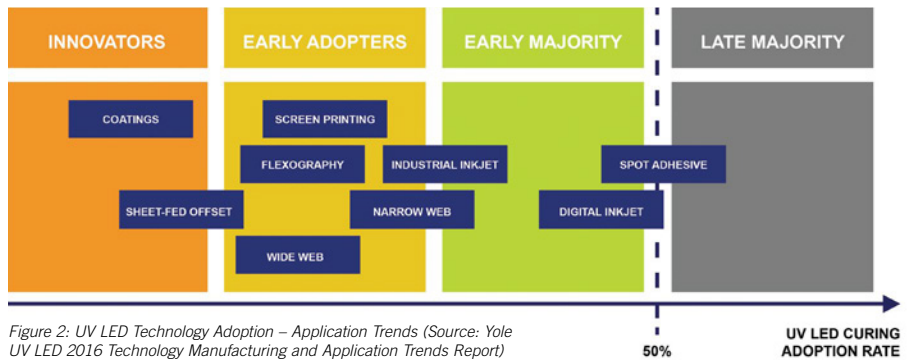 INNOVATORS
EARLY ADOPTERS
EARLY MAJORITY
LATE MAJORITY
COATINGS
SCREEN PRINTING
FLEXOGRAPHY
INDUSTRIAL INKJET
SPOT ADHESIVE
SHEET-FED OFFSET
NARROW WEB
DIGITAL INKJET
WIDE WEB
Figure 2: UV LED Technology Adoption – Application Trends (Source: Yole
UV LED 2016 Technology Manufacturing and Application Trends Report)
50%
UV LED CURING
ADOPTION RATE